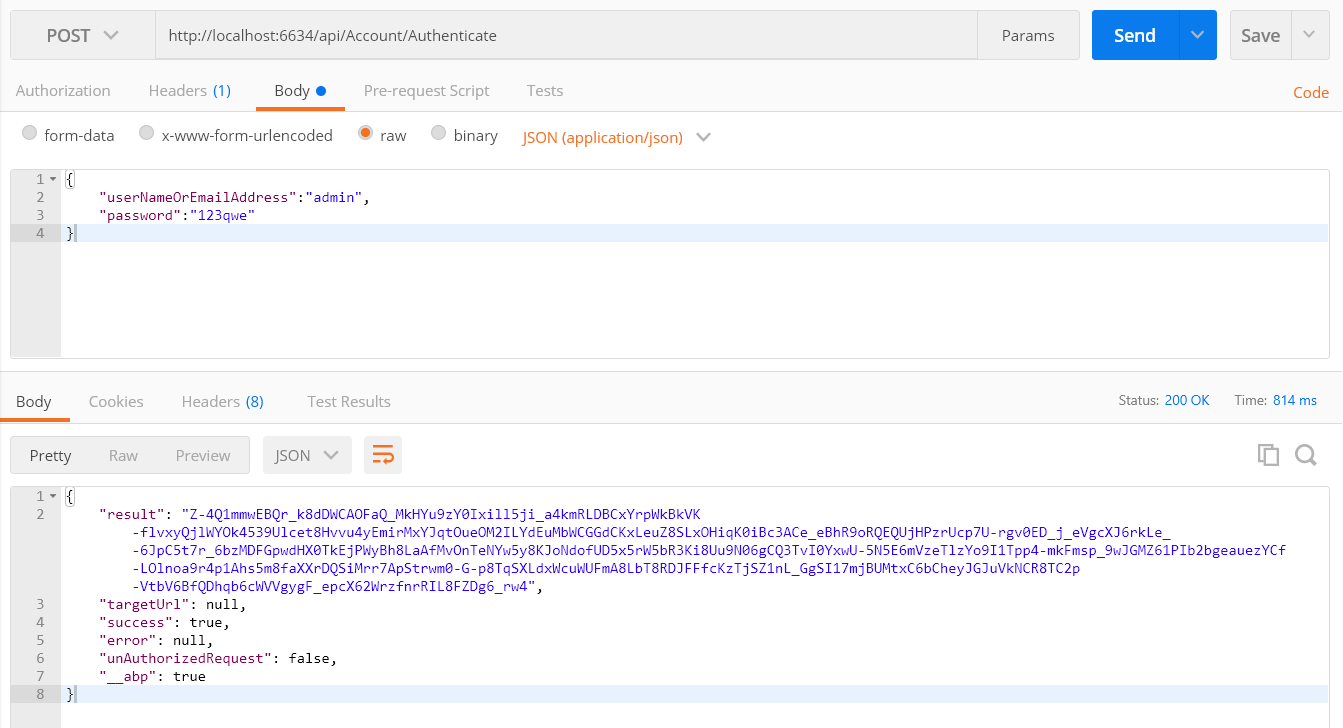 POST http://localhost:6634/api/Account/Authenticate Params Send Save
Authorization Headers (1) Body Pre-request Script Tests Code
form-data x-www-form-urlencoded raw binary JSON (application/json)
1 {
2 "userNameOrEmailAddress":"admin",
3 "password":"123qwe"
4 }
Body Cookies Headers (8) Test Results Status: 200 OK Time: 814 ms
Pretty Raw Preview JSON
1 {
2 "result": "Z-4Q1mmwEBQr_k8dDWCAOFaQ_MkHYu9zY0Ixill5ji_a4kmRLDBCxYrpWkBkVK
-flvxyQjlWYOk4539Ulcet8Hvvu4yEmirMxYJqtOueOM2ILYdEuMbWCGGdCKxLeuZ8SLxOHiqK0iBc3ACe_eBhR9oRQEQUjHPzrUcp7U-rgv0ED_j_eVgcXJ6rkLe_
-6JpC5t7r_6bzMDFGpwdHX0TkEjPWyBh8LaAfMvOnTeNYw5y8KJoNdofUD5x5rW5bR3Ki8Uu9N06gCQ3TvI0YxwU-5N5E6mVzeTlzYo9I1Tpp4-mkFmsp_9wJGMZ61PIb2bgeauezYCf
-LOlnoa9r4p1Ahs5m8faXXrDQSiMrr7ApStrwm0-G-p8TqSXLdxWcuWUFmA8LbT8RDJFFfcKzTjSZ1nL_GgSI17mjBUMtxC6bCheyJGJuVkNCR8TC2p
-VtbV6BfQDhqb6cWVVgygF_epcX62WrzfnrRIL8FZDg6_rw4",
3 "targetUrl": null,
4 "success": true,
5 "error": null,
6 "unAuthorizedRequest": false,
7 "__abp": true
8 }